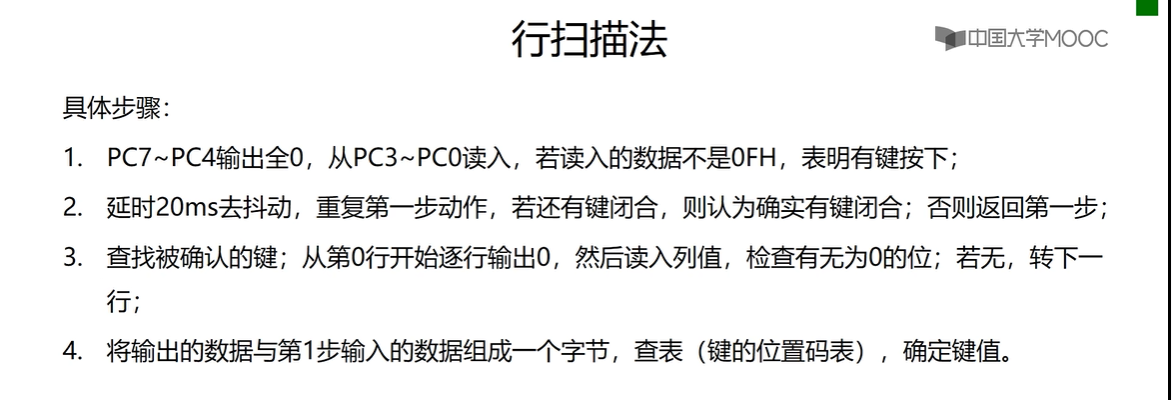 行扫描法
中国大学MOOC
具体步骤：
1. PC7~PC4输出全0，从PC3~PC0读入，若读入的数据不是0FH，表明有键按下；
2. 延时20ms去抖动，重复第一步动作，若还有键闭合，则认为确实有键闭合；否则返回第一步；
3. 查找被确认的键；从第0行开始逐行输出0，然后读入列值，检查有无为0的位；若无，转下一
行；
4. 将输出的数据与第1步输入的数据组成一个字节，查表（键的位置码表），确定键值。